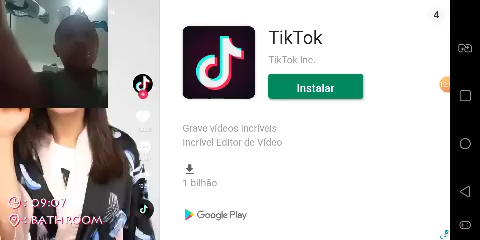 4
TikTok
TikTok Inc.
Instalar
Grave vídeos incríveis
Incrível Editor de Vídeo
1 bilhão
Google Play
: 09:07
: BATHROOM